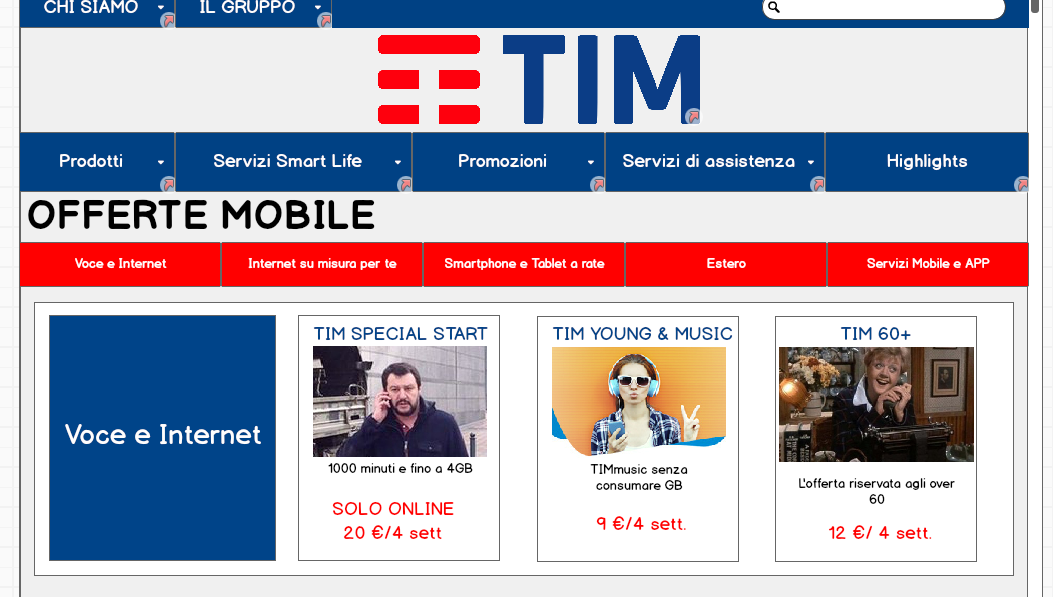 CHI SIAMO
IL GRUPPO
TIM
Prodotti
Servizi Smart Life
Promozioni
Servizi di assistenza
Highlights
OFFERTE MOBILE
Voce e Internet
Internet su misura per te
Smartphone e Tablet a rate
Estero
Servizi Mobile e APP
Voce e Internet
TIM SPECIAL START
1000 minuti e fino a 4GB
SOLO ONLINE
20 €/4 sett
TIM YOUNG & MUSIC
TIMmusic senza
consumare GB
9 €/4 sett.
TIM 60+
L'offerta riservata agli over
60
12 €/ 4 sett.